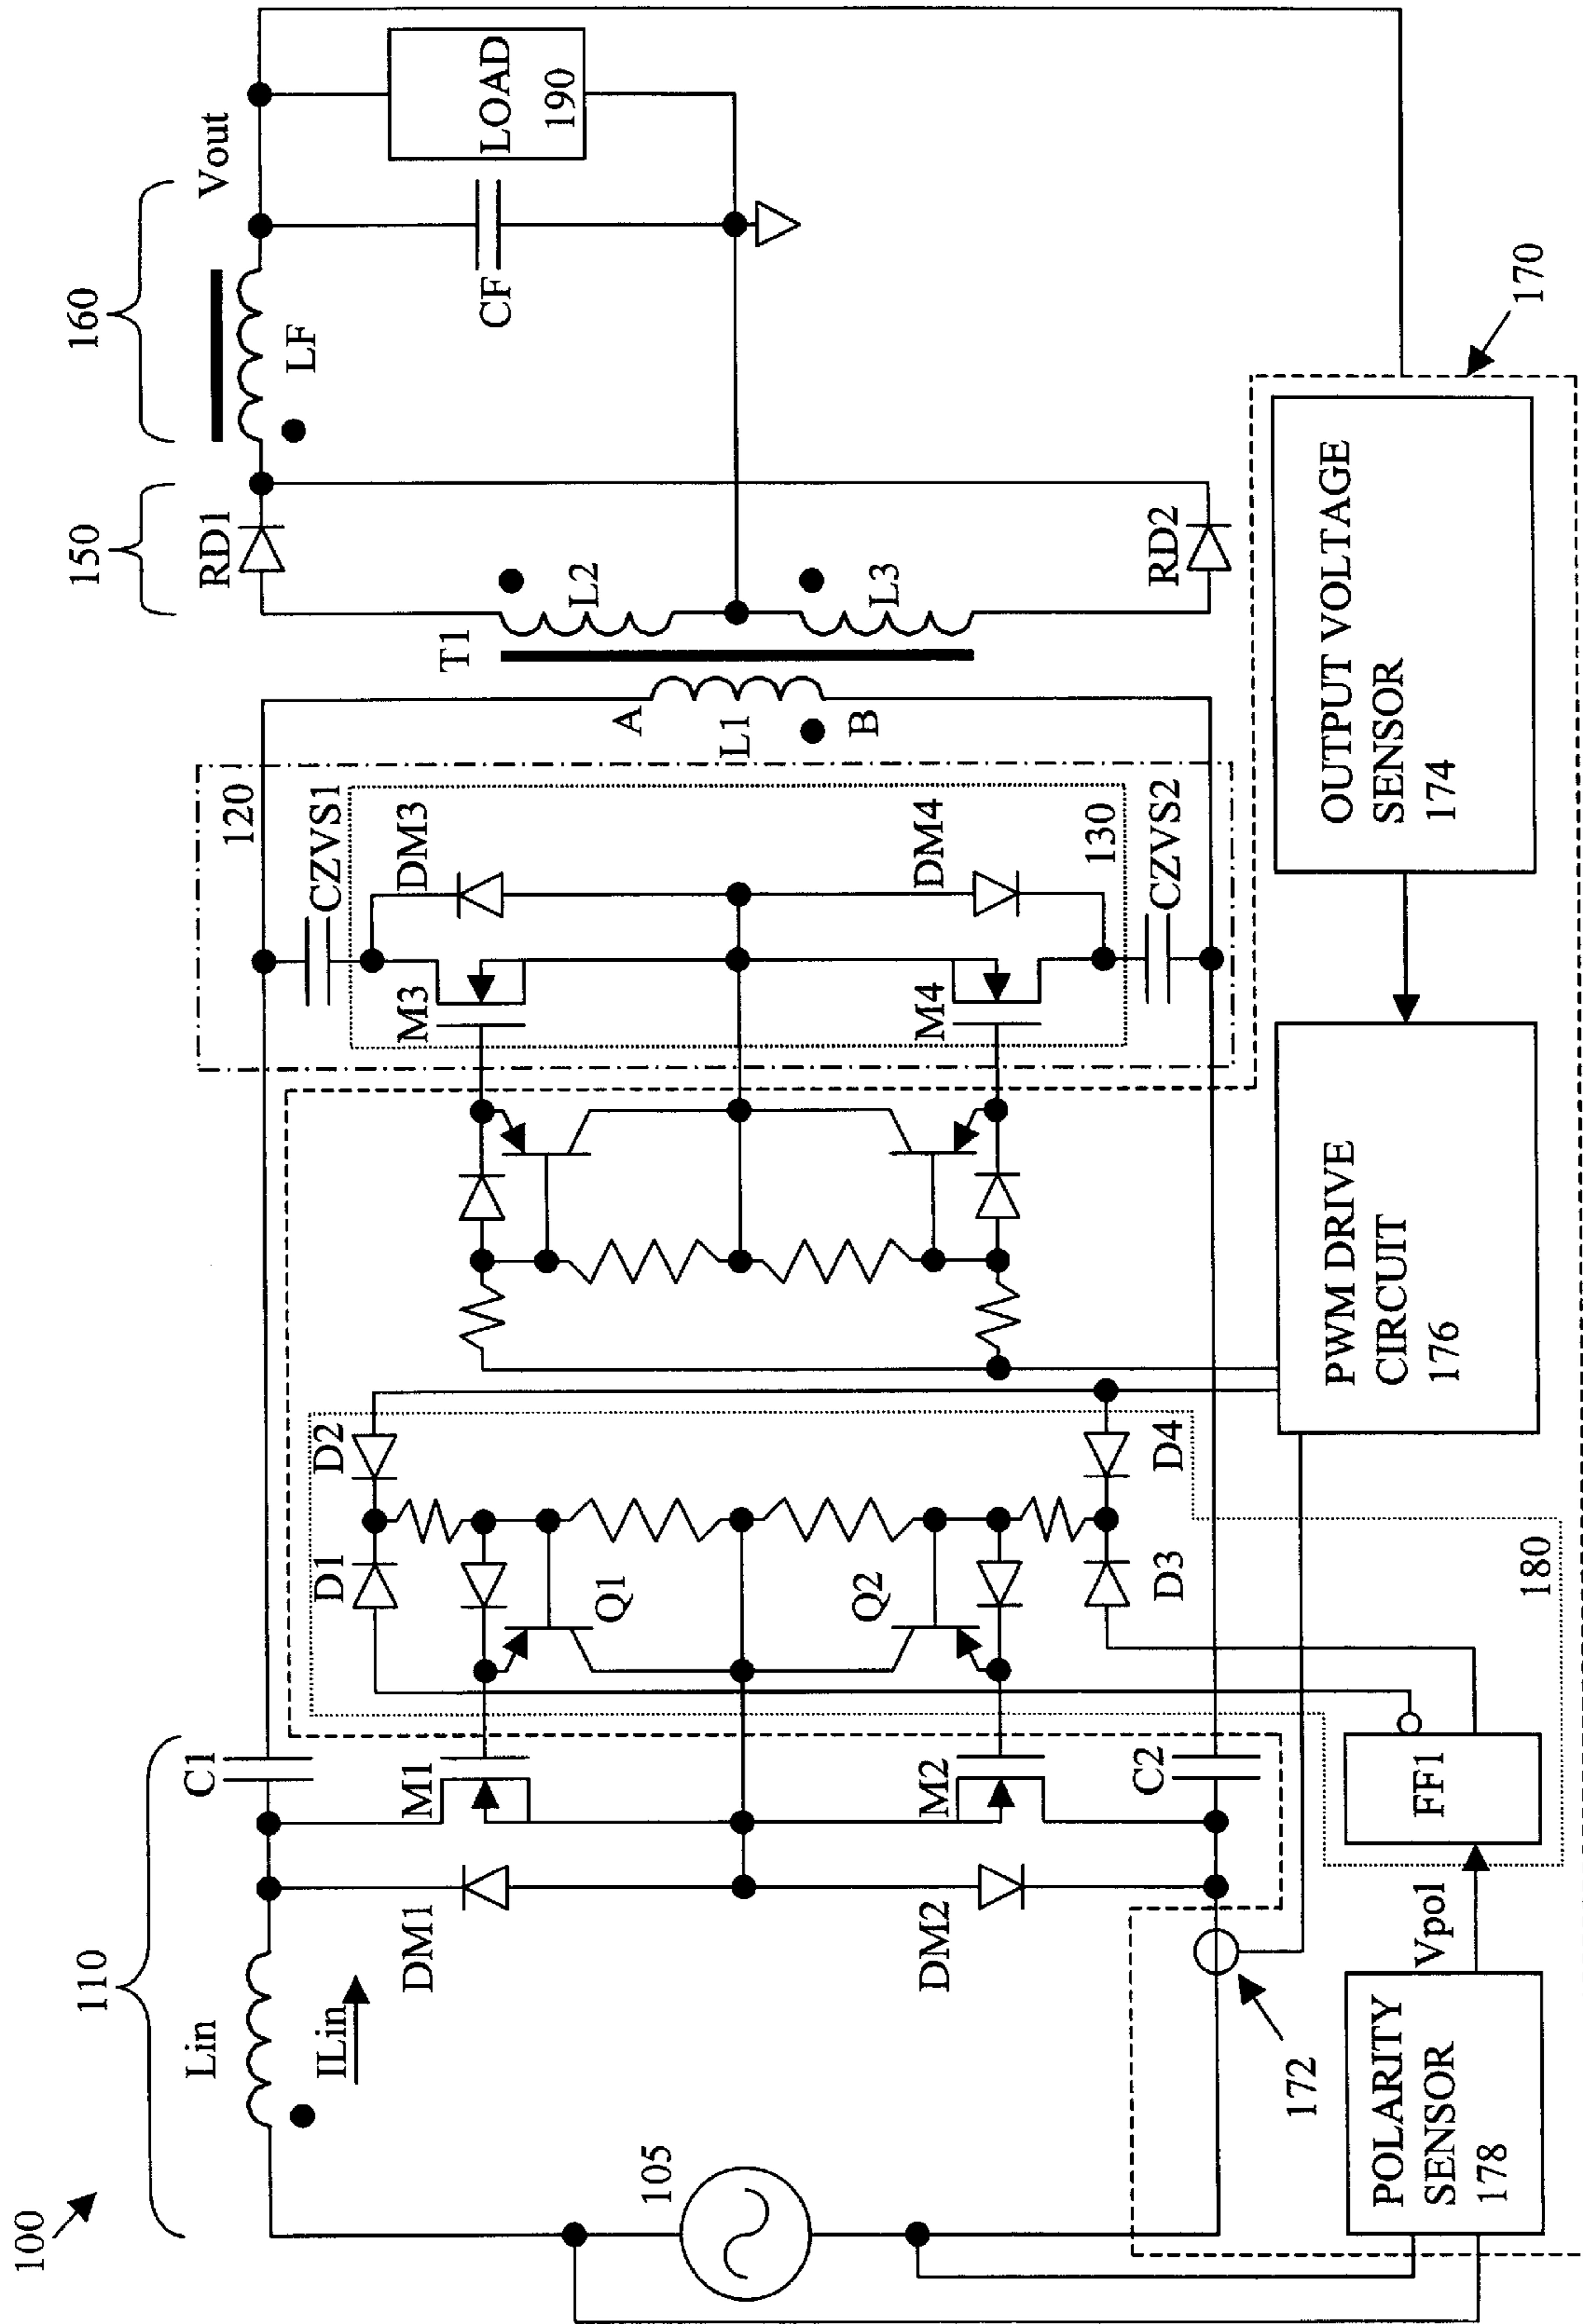 100
110
Lin
ILin
105
C1
M1
DM1
M2
DM2
C2
172
POLARITY
SENSOR
178
Vpol
FF1
180
D1
D2
Q1
Q2
D3
D4
120
CZVS1
M3
DM3
M4
DM4
130
CZVS2
PWM DRIVE
CIRCUIT
176
OUTPUT VOLTAGE
SENSOR
174
170
A
L1
B
T1
L2
L3
150
RD1
RD2
160
LF
Vout
CF
LOAD
190